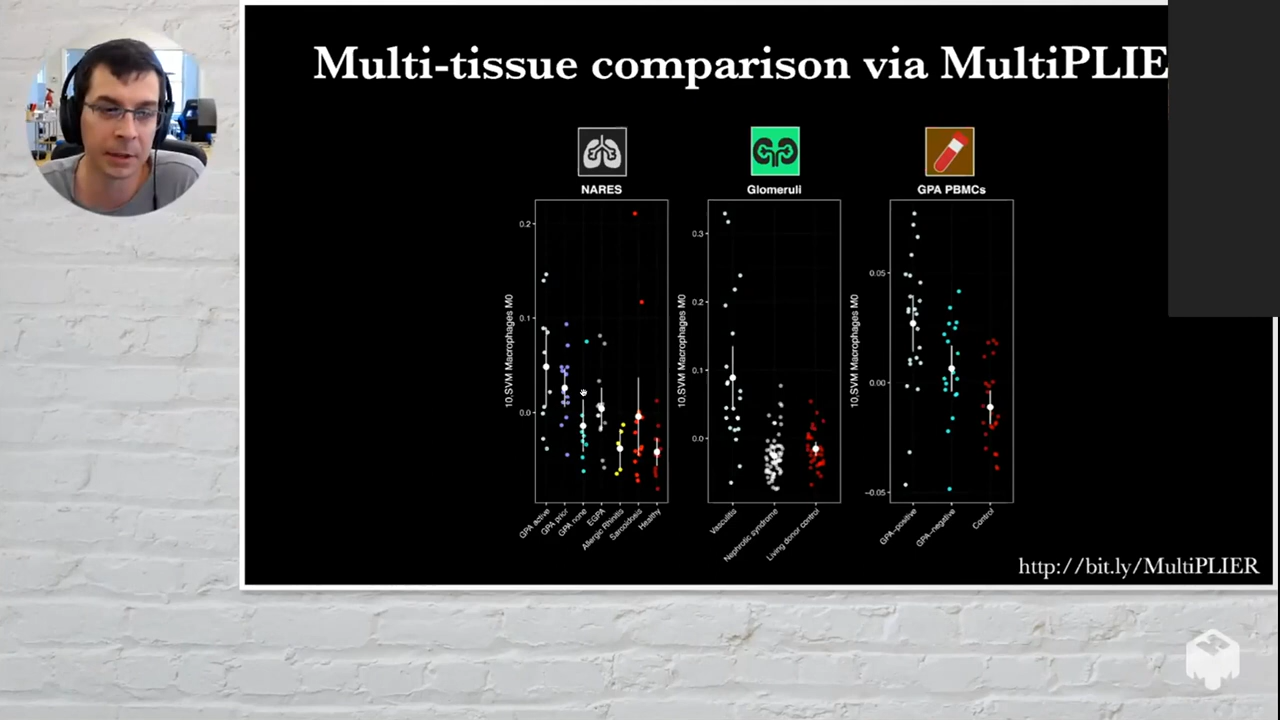 Multi-tissue comparison via MultiPLIE
NARES
Glomeruli
GPA PBMCs
10,SVM Macrophages M0
0.2
0.1
0.0
GPA active
GPA prior
GPA none
EGPA
Allergic Rhinitis
Sarcoidosis
Healthy
10,SVM Macrophages M0
0.3
0.2
0.1
0.0
Vasculitis
Nephrotic syndrome
Living donor control
10,SVM Macrophages M0
0.05
0.00
−0.05
GPA−positive
GPA−negative
Control
http://bit.ly/MultiPLIER